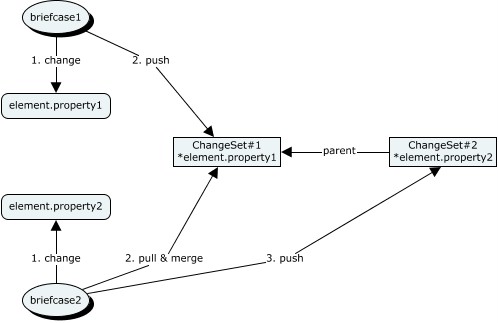 briefcase1
1. change
2. push
element.property1
ChangeSet#1
*element.property1
parent
ChangeSet#2
*element.property2
element.property2
1. change
2. pull & merge
3. push
briefcase2